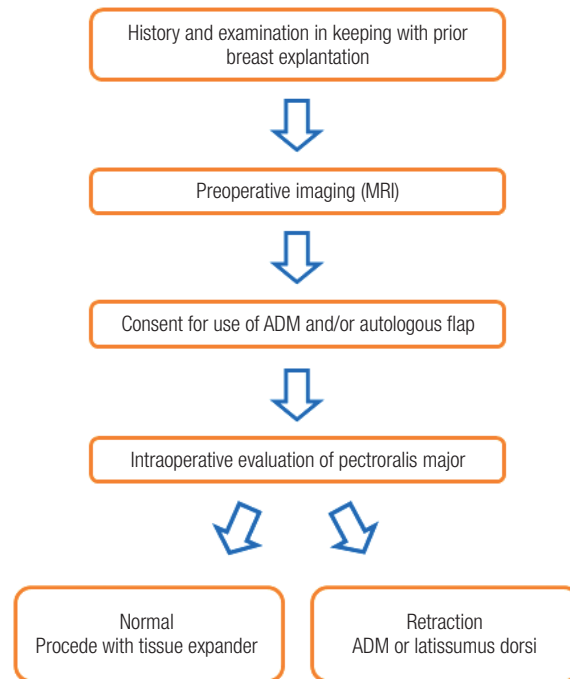 History and examination in keeping with prior
breast explantation
Preoperative imaging (MRI)
Consent for use of ADM and/or autologous flap
Intraoperative evaluation of pectroralis major
Normal
Procede with tissue expander
Retraction
ADM or latissumus dorsi